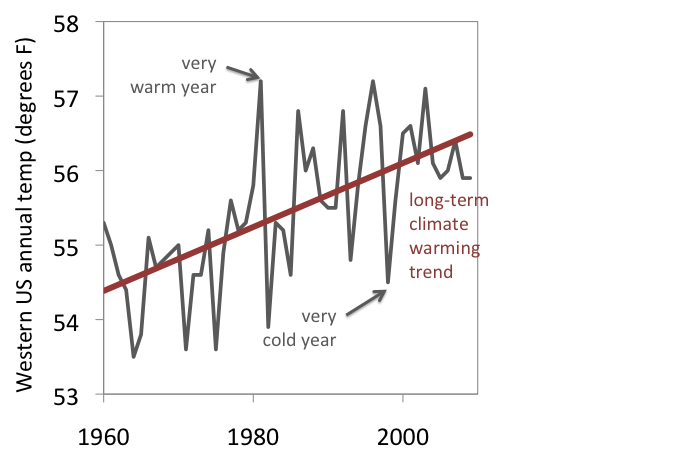 Western US annual temp (degrees F)
58
57
56
55
54
53
1960
1980
2000
very
warm year
long-term
climate
warming
trend
very
cold year